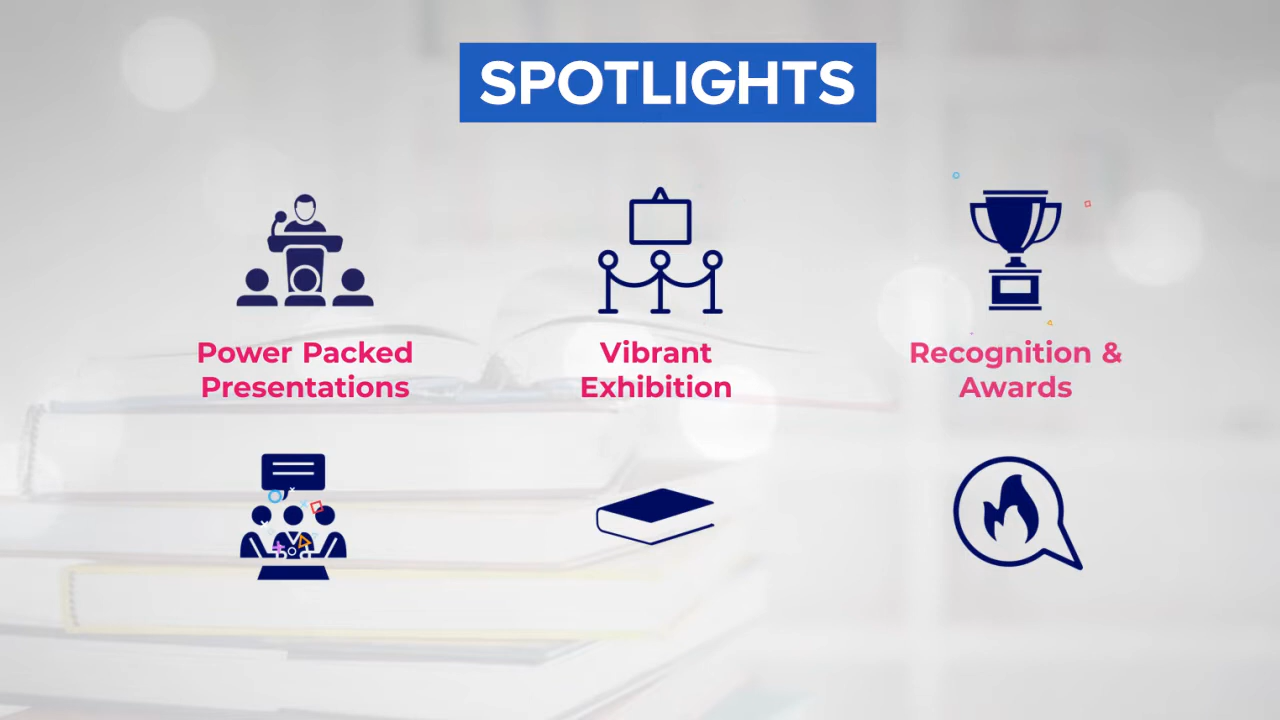 SPOTLIGHTS
Power Packed
Presentations
Vibrant
Exhibition
Recognition &
Awards